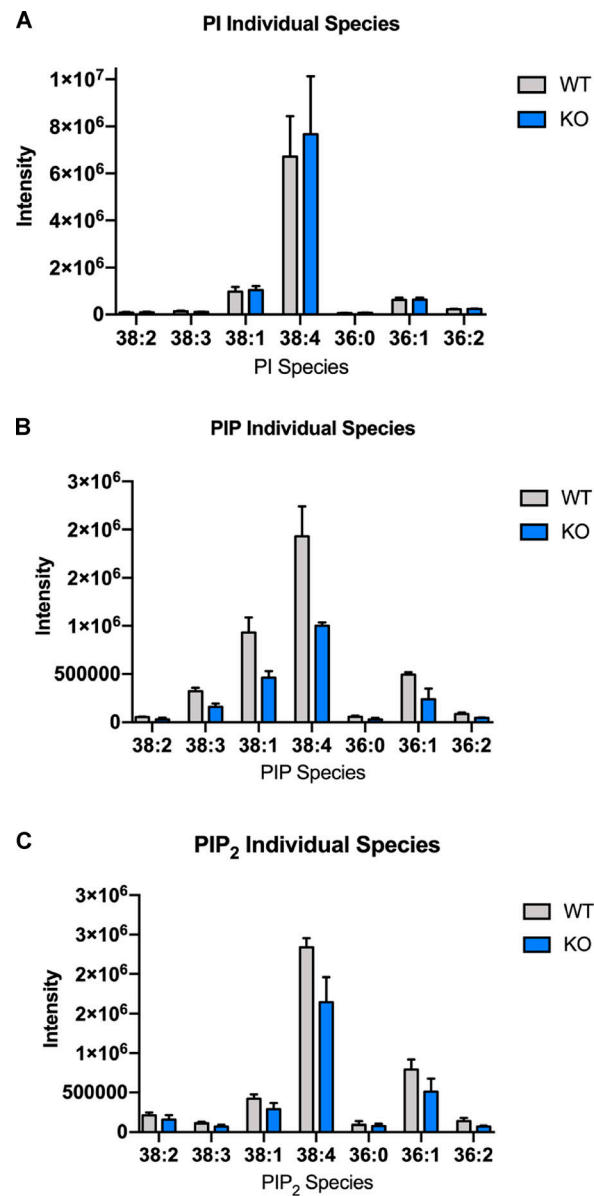 A
PI Individual Species
1×10⁷
8×10⁶
6×10⁶
4×10⁶
2×10⁶
0
Intensity
38:2 38:3 38:1 38:4 36:0 36:1 36:2
PI Species
WT
KO
B
PIP Individual Species
3×10⁶
2×10⁶
2×10⁶
1×10⁶
500000
0
Intensity
38:2 38:3 38:1 38:4 36:0 36:1 36:2
PIP Species
WT
KO
C
PIP₂ Individual Species
3×10⁶
3×10⁶
2×10⁶
2×10⁶
1×10⁶
500000
0
Intensity
38:2 38:3 38:1 38:4 36:0 36:1 36:2
PIP₂ Species
WT
KO